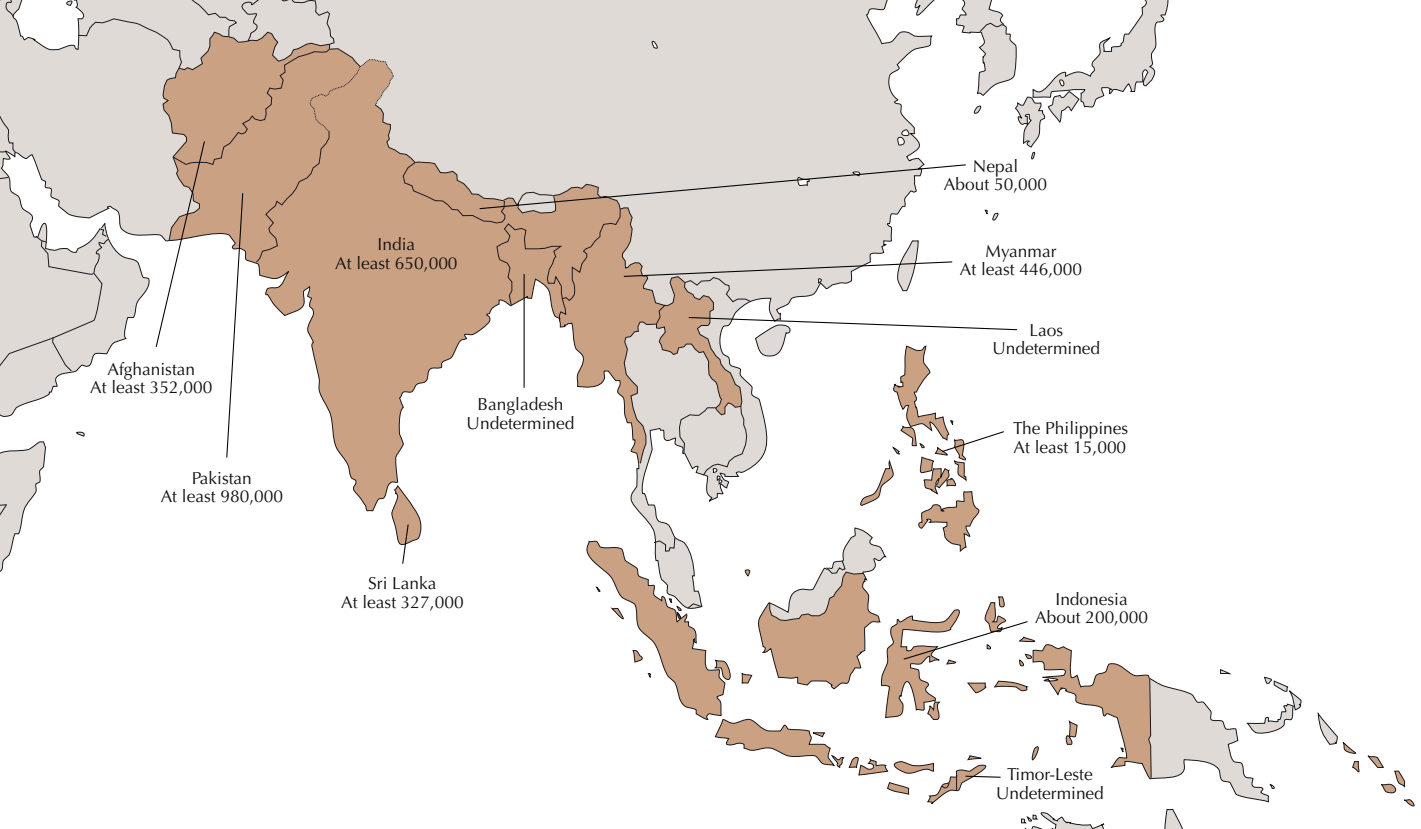 Nepal
About 50,000
India
At least 650,000
Myanmar
At least 446,000
Laos
Undetermined
Afghanistan
At least 352,000
Bangladesh
Undetermined
The Philippines
At least 15,000
Pakistan
At least 980,000
Sri Lanka
At least 327,000
Indonesia
About 200,000
Timor-Leste
Undetermined